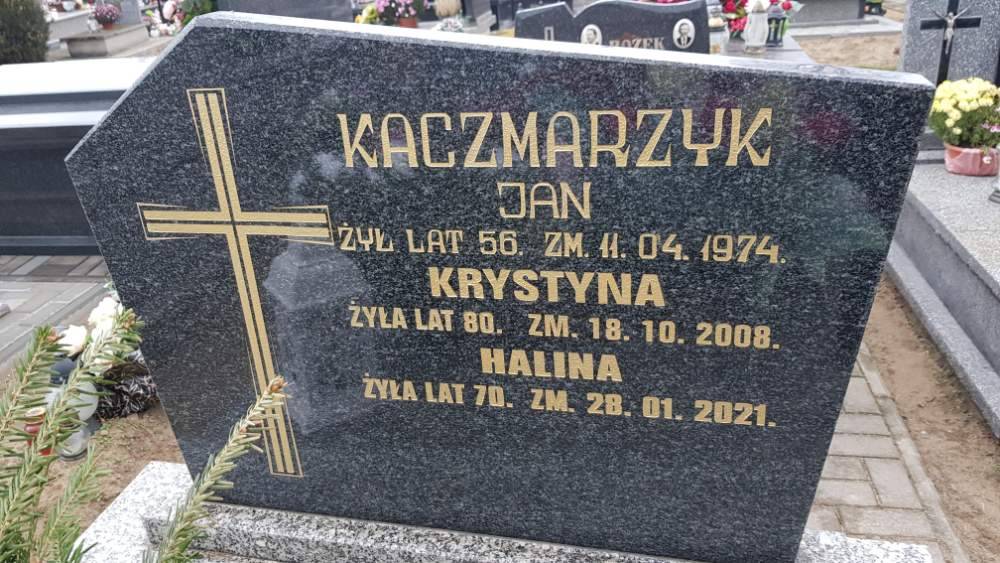 ROŻEK
KACZMARZYK
JAN
ŻYŁ LAT 56. ZM. 11. 04. 1974.
KRYSTYNA
ŻYŁA LAT 80. ZM. 18. 10. 2008.
HALINA
ŻYŁA LAT 70. ZM. 28. 01. 2021.